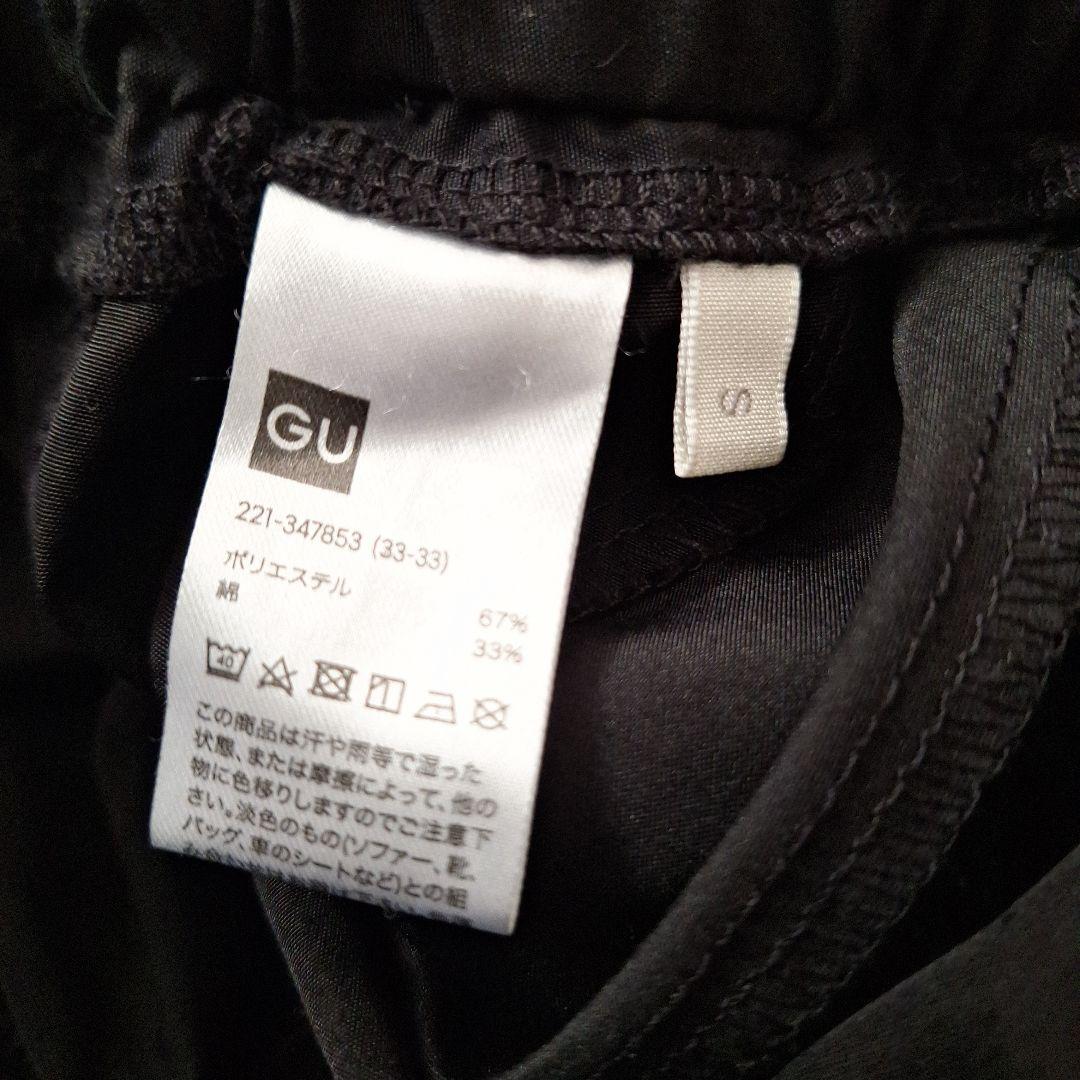 GU
221-347853 (33-33)
ポリエステル 67%
綿 33%
40
この商品は汗や雨等で湿った
状態、または摩擦によって、他の
物に色移りしますのでご注意下
さい。淡色のもの(ソファー、靴、
バッグ、車のシートなど)との組
S